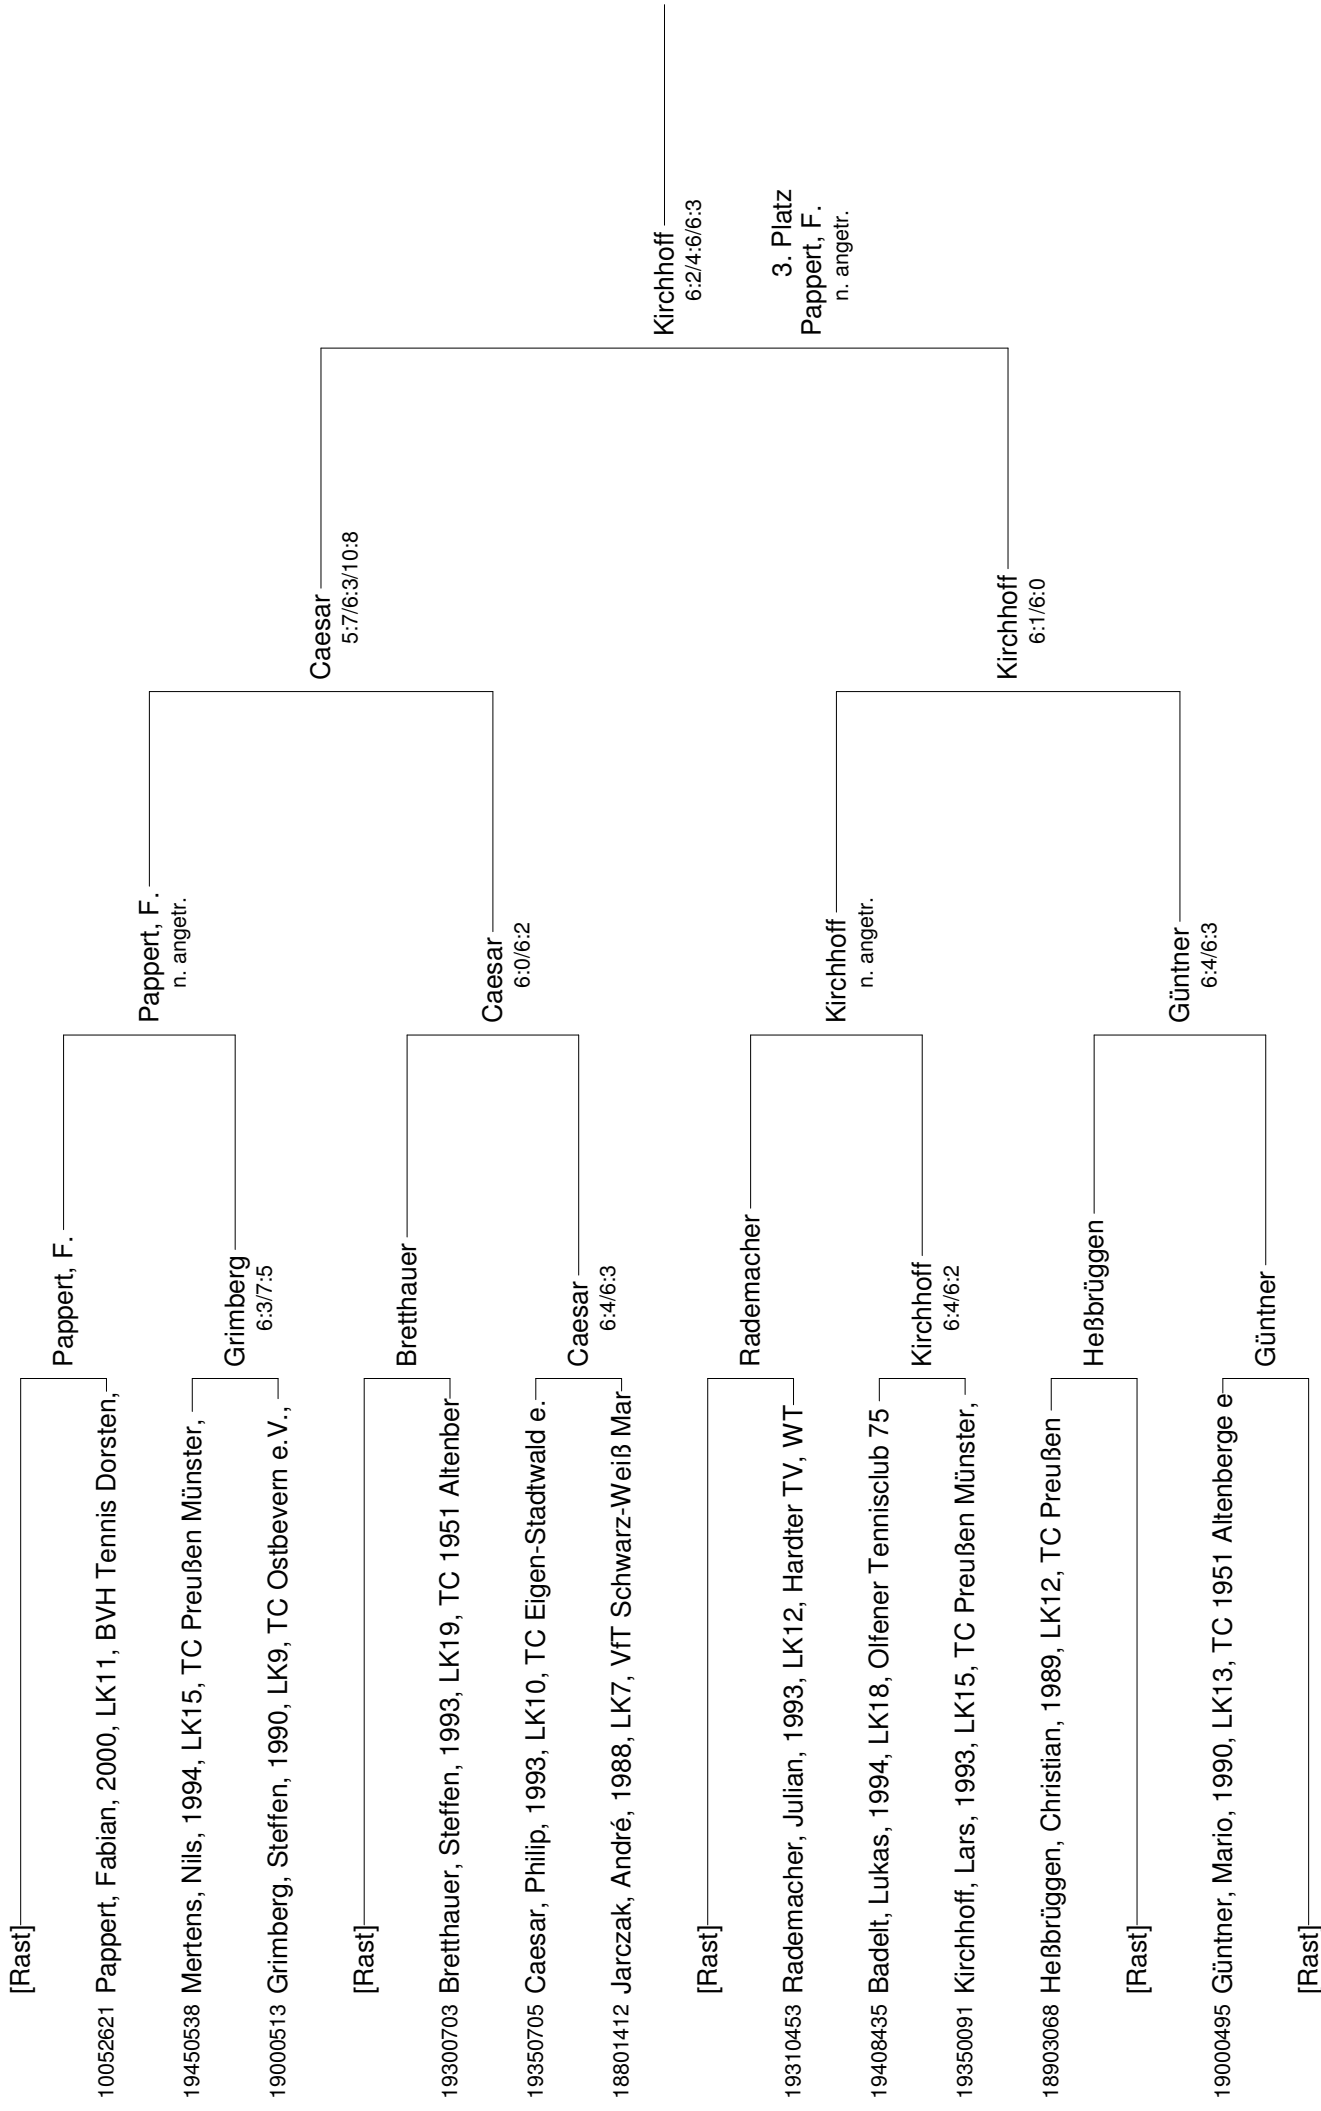 [Rast]
10052621 Pappert, Fabian, 2000, LK11, BVH Tennis Dorsten,
19450538 Mertens, Nils, 1994, LK15, TC Preußen Münster,
19000513 Grimberg, Steffen, 1990, LK9, TC Ostbevern e.V.,
[Rast]
19300703 Bretthauer, Steffen, 1993, LK19, TC 1951 Altenber
19350705 Caesar, Philip, 1993, LK10, TC Eigen-Stadtwald e.
18801412 Jarczak, André, 1988, LK7, VfT Schwarz-Weiß Mar
[Rast]
19310453 Rademacher, Julian, 1993, LK12, Hardter TV, WT
19408435 Badelt, Lukas, 1994, LK18, Olfener Tennisclub 75
19350091 Kirchhoff, Lars, 1993, LK15, TC Preußen Münster,
18903068 Heßbrüggen, Christian, 1989, LK12, TC Preußen
[Rast]
19000495 Güntner, Mario, 1990, LK13, TC 1951 Altenberge e
[Rast]
Pappert, F.
Grimberg
6:3/7:5
Bretthauer
Caesar
6:4/6:3
Rademacher
Kirchhoff
6:4/6:2
Heßbrüggen
Güntner
Pappert, F.
n. angetr.
Caesar
6:0/6:2
Kirchhoff
n. angetr.
Güntner
6:4/6:3
Caesar
5:7/6:3/10:8
Kirchhoff
6:1/6:0
Kirchhoff
6:2/4:6/6:3
3. Platz
Pappert, F.
n. angetr.